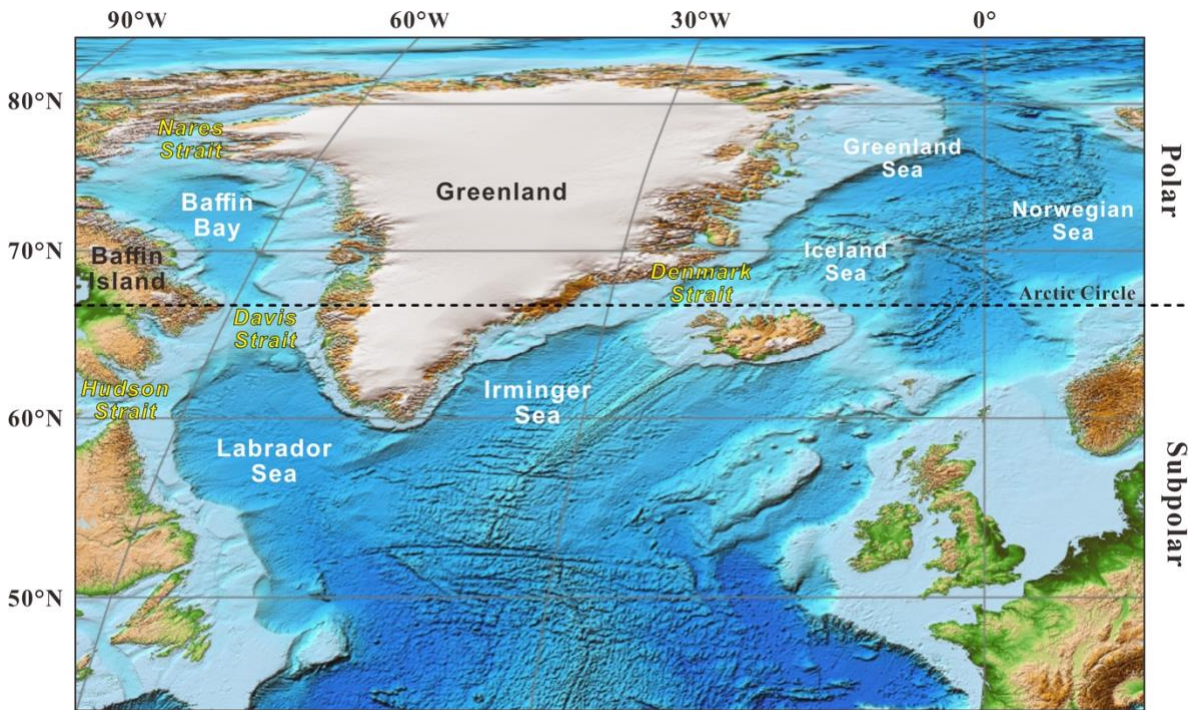 90°W
60°W
30°W
0°
80°N
70°N
60°N
50°N
Nares
Strait
Baffin
Bay
Greenland
Greenland
Sea
Norwegian
Sea
Baffin
Island
Iceland
Sea
Denmark
Strait
Arctic Circle
Davis
Strait
Hudson
Strait
Irminger
Sea
Labrador
Sea
Polar
Subpolar